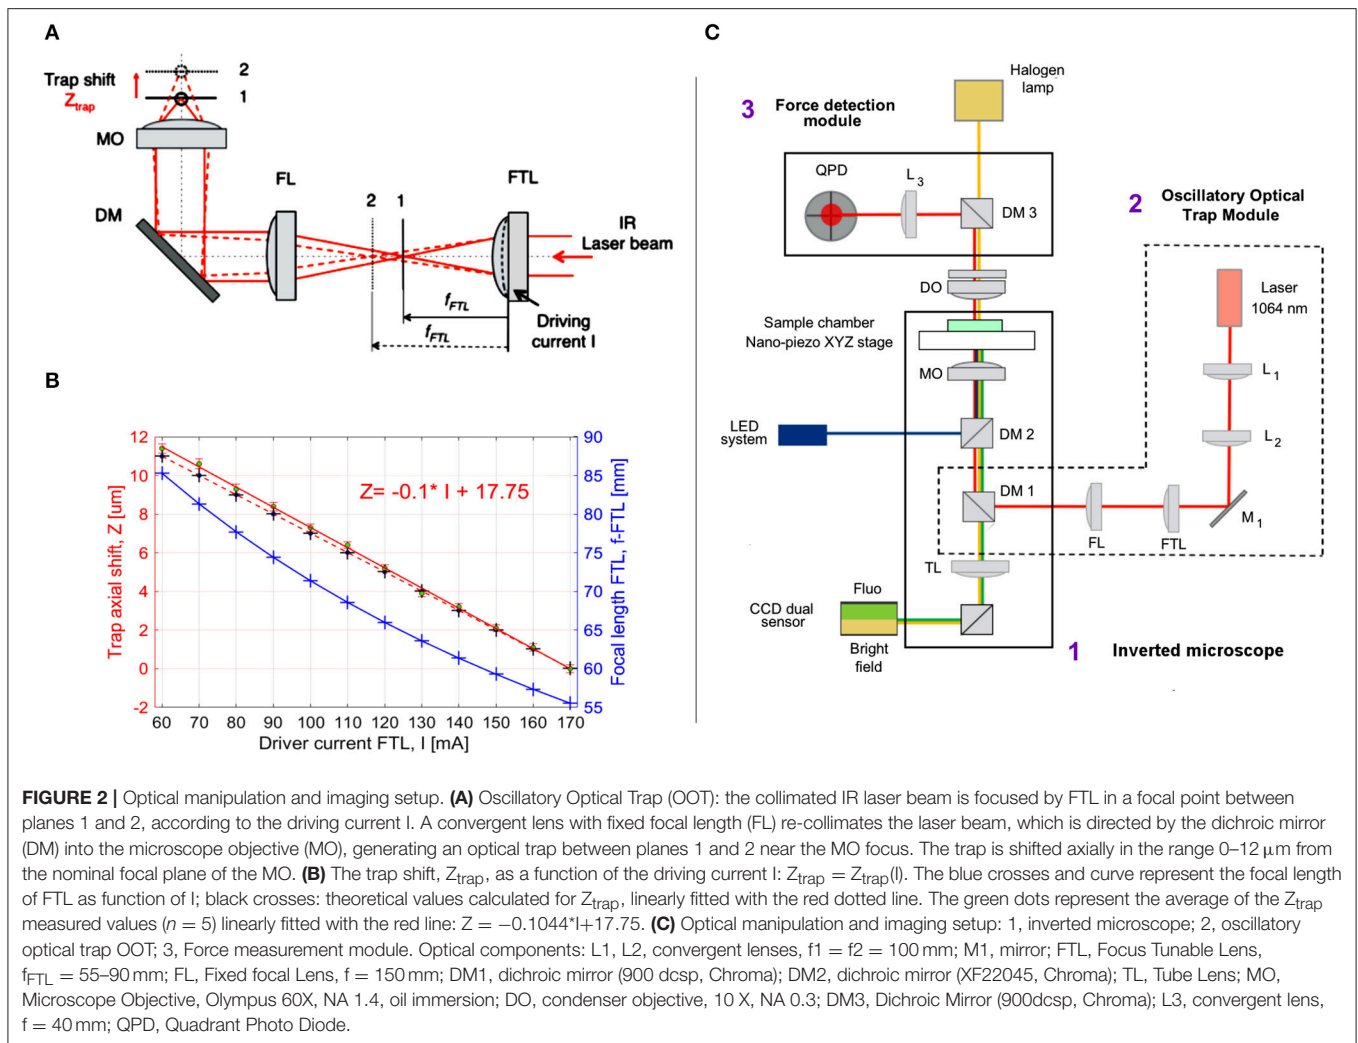 A
Trap shift
Z_trap
2
1
MO
DM
FL
2
1
FTL
IR
Laser beam
f_FTL
f_FTL
Driving
current I
B
Z= -0.1* I + 17.75
Trap axial shift, Z [um]
12
10
8
6
4
2
0
-2
Focal length FTL, f-FTL [mm]
90
85
80
75
70
65
60
55
60 70 80 90 100 110 120 130 140 150 160 170
Driver current FTL, I [mA]
C
Halogen
lamp
3 Force detection
module
QPD
L3
DM 3
2 Oscillatory Optical
Trap Module
DO
Laser
1064 nm
Sample chamber
Nano-piezo XYZ stage
MO
L1
LED
system
DM 2
L2
DM 1
M1
FL
FTL
TL
Fluo
CCD dual
sensor
Bright
field
1 Inverted microscope
FIGURE 2 | Optical manipulation and imaging setup. (A) Oscillatory Optical Trap (OOT): the collimated IR laser beam is focused by FTL in a focal point between
planes 1 and 2, according to the driving current I. A convergent lens with fixed focal length (FL) re-collimates the laser beam, which is directed by the dichroic mirror
(DM) into the microscope objective (MO), generating an optical trap between planes 1 and 2 near the MO focus. The trap is shifted axially in the range 0–12 µm from
the nominal focal plane of the MO. (B) The trap shift, Z_trap, as a function of the driving current I: Z_trap = Z_trap(I). The blue crosses and curve represent the focal length
of FTL as function of I; black crosses: theoretical values calculated for Z_trap, linearly fitted with the red dotted line. The green dots represent the average of the Z_trap
measured values (n = 5) linearly fitted with the red line: Z = −0.1044*I+17.75. (C) Optical manipulation and imaging setup: 1, inverted microscope; 2, oscillatory
optical trap OOT; 3, Force measurement module. Optical components: L1, L2, convergent lenses, f1 = f2 = 100 mm; M1, mirror; FTL, Focus Tunable Lens,
f_FTL = 55–90 mm; FL, Fixed focal Lens, f = 150 mm; DM1, dichroic mirror (900 dcsp, Chroma); DM2, dichroic mirror (XF22045, Chroma); TL, Tube Lens; MO,
Microscope Objective, Olympus 60X, NA 1.4, oil immersion; DO, condenser objective, 10 X, NA 0.3; DM3, Dichroic Mirror (900dcsp, Chroma); L3, convergent lens,
f = 40 mm; QPD, Quadrant Photo Diode.